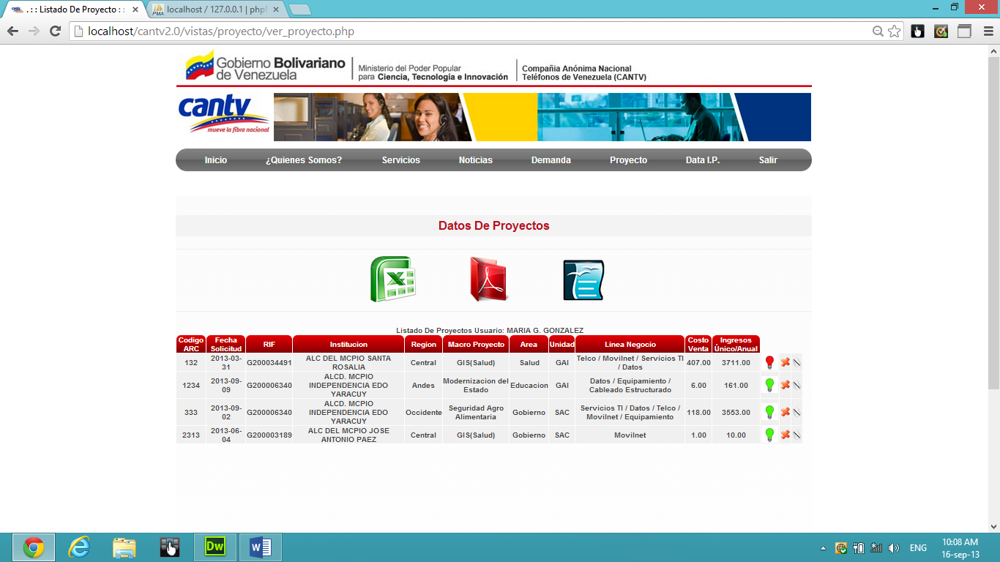 . : : Listado De Proyecto : :
localhost / 127.0.0.1 | php
localhost/cantv2.0/vistas/proyecto/ver_proyecto.php
Gobierno Bolivariano
de Venezuela
Ministerio del Poder Popular
para Ciencia, Tecnología e Innovación
Compañia Anónima Nacional
Teléfonos de Venezuela (CANTV)
cantv
mueve la fibra nacional
Inicio ¿Quienes Somos? Servicios Noticias Demanda Proyecto Data I.P. Salir
Datos De Proyectos
Listado De Proyectos Usuario: MARIA G. GONZALEZ
Codigo ARC Fecha Solicitud RIF Institucion Region Macro Proyecto Area Unidad Linea Negocio Costo Venta Ingresos Único/Anual
132 2013-03-31 G200034491 ALC DEL MCPIO SANTA ROSALIA Central GIS(Salud) Salud GAI Telco / Movilnet / Servicios TI / Datos 407.00 3711.00
1234 2013-09-09 G200006340 ALCD. MCPIO INDEPENDENCIA EDO YARACUY Andes Modernizacion del Estado Educacion GAI Datos / Equipamiento / Cableado Estructurado 6.00 161.00
333 2013-09-02 G200006340 ALCD. MCPIO INDEPENDENCIA EDO YARACUY Occidente Seguridad Agro Alimentaria Gobierno SAC Servicios TI / Datos / Telco / Movilnet / Equipamiento 118.00 3553.00
2313 2013-06-04 G200003189 ALC DEL MCPIO JOSE ANTONIO PAEZ Central GIS(Salud) Gobierno SAC Movilnet 1.00 10.00
Dw
ENG
10:08 AM
16-sep-13